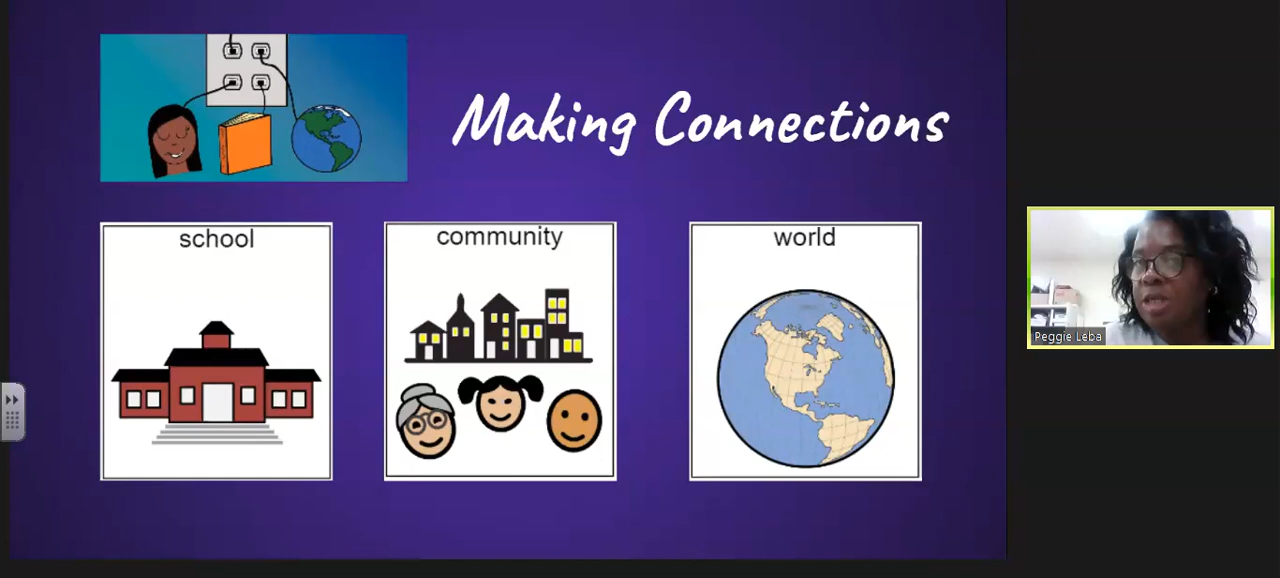 Making Connections
school
community
world
Peggie Leba